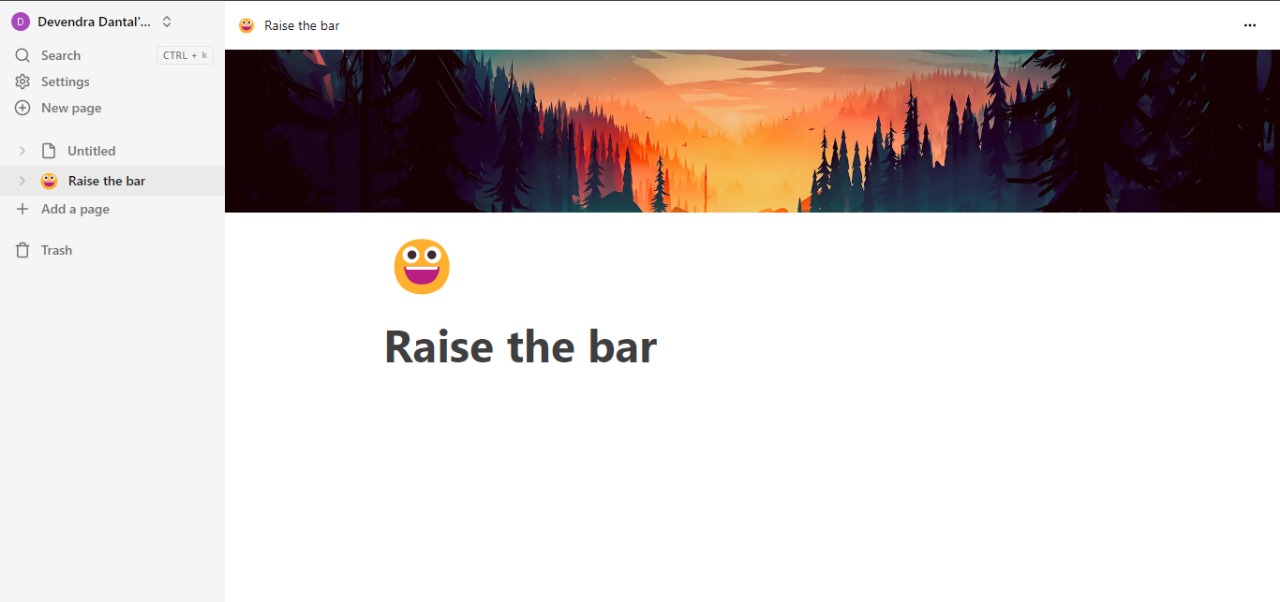 D Devendra Dantal'...
Search CTRL + k
Settings
New page
Untitled
Raise the bar
Add a page
Trash
Raise the bar
Raise the bar